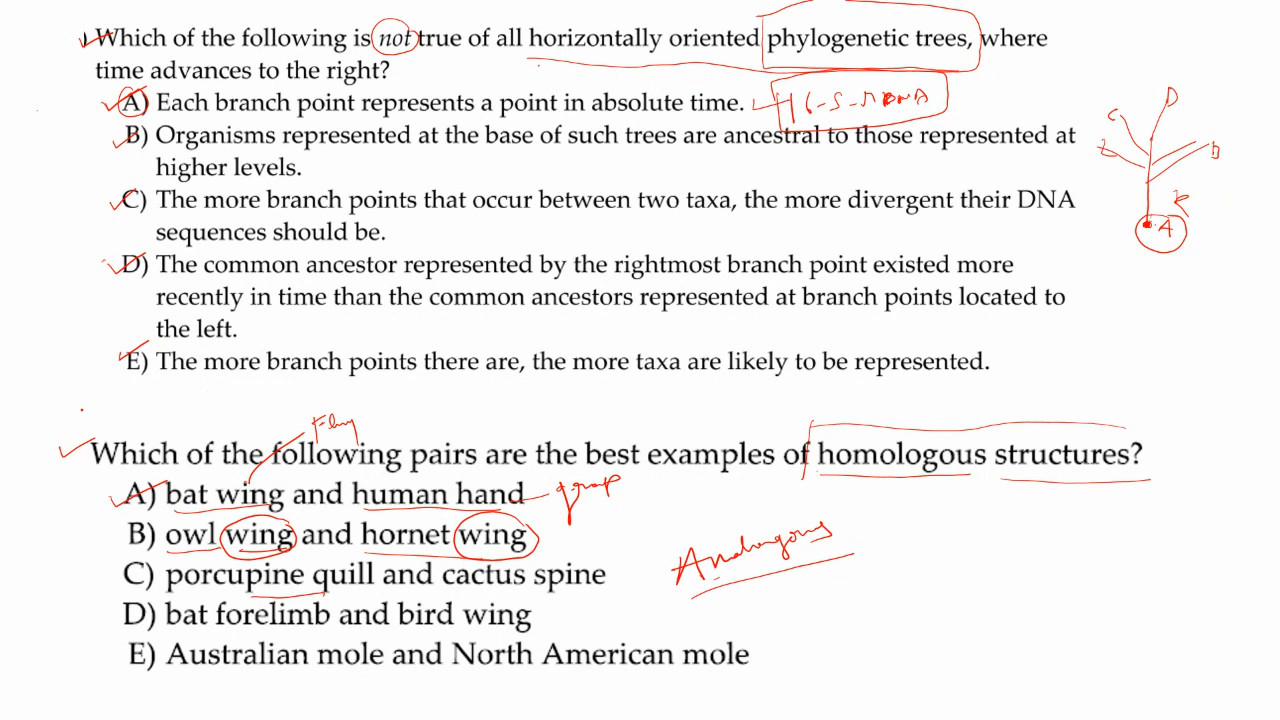 Which of the following is not true of all horizontally oriented phylogenetic trees, where
time advances to the right?
A) Each branch point represents a point in absolute time.
B) Organisms represented at the base of such trees are ancestral to those represented at
higher levels.
C) The more branch points that occur between two taxa, the more divergent their DNA
sequences should be.
D) The common ancestor represented by the rightmost branch point existed more
recently in time than the common ancestors represented at branch points located to
the left.
E) The more branch points there are, the more taxa are likely to be represented.
D
C
B
A
Which of the following pairs are the best examples of homologous structures?
A) bat wing and human hand
B) owl wing and hornet wing
C) porcupine quill and cactus spine
Analogous
D) bat forelimb and bird wing
E) Australian mole and North American mole